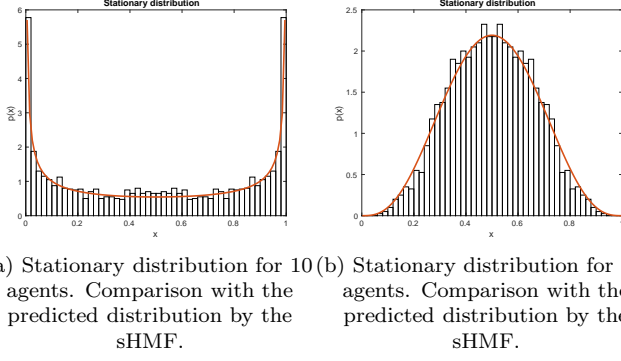 Stationary distribution
6
5
4
3
2
1
0
p(x)
0 0.2 0.4 0.6 0.8 1
x
Stationary distribution
2.5
2
1.5
1
0.5
0
p(x)
0 0.2 0.4 0.6 0.8 1
x
a) Stationary distribution for 10
agents. Comparison with the
predicted distribution by the
sHMF.
(b) Stationary distribution for
agents. Comparison with the
predicted distribution by the
sHMF.